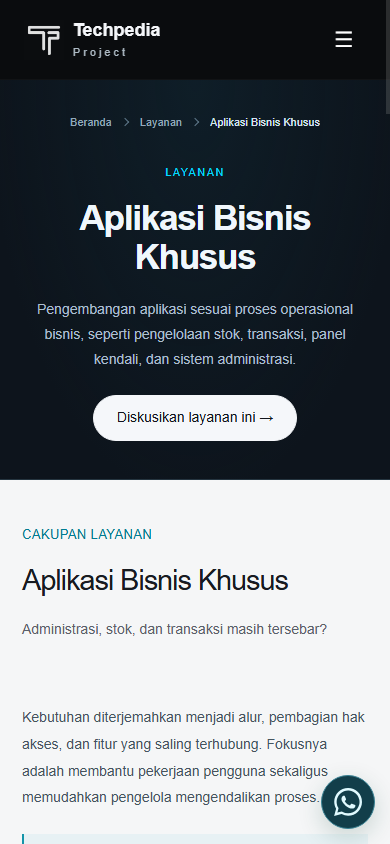 Techpedia
Project
Beranda > Layanan > Aplikasi Bisnis Khusus
LAYANAN
Aplikasi Bisnis
Khusus
Pengembangan aplikasi sesuai proses operasional
bisnis, seperti pengelolaan stok, transaksi, panel
kendali, dan sistem administrasi.
Diskusikan layanan ini →
CAKUPAN LAYANAN
Aplikasi Bisnis Khusus
Administrasi, stok, dan transaksi masih tersebar?
Kebutuhan diterjemahkan menjadi alur, pembagian hak
akses, dan fitur yang saling terhubung. Fokusnya
adalah membantu pekerjaan pengguna sekaligus
memudahkan pengelola mengendalikan proses.